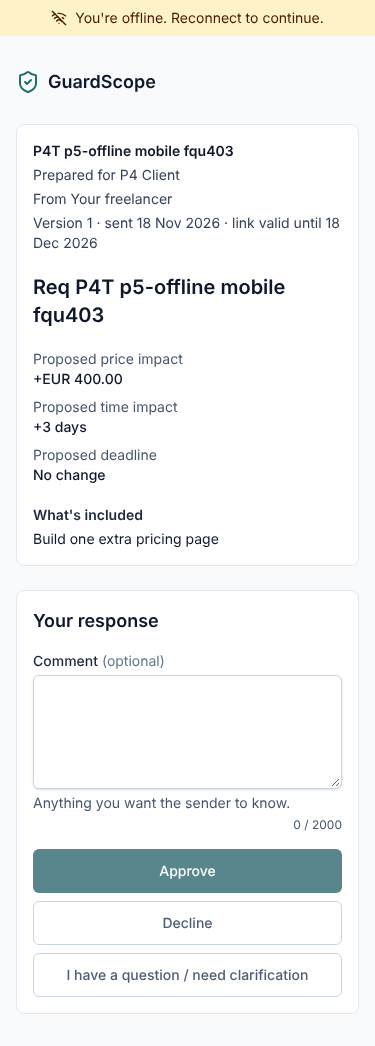 You're offline. Reconnect to continue.
GuardScope
P4T p5-offline mobile fqu403
Prepared for P4 Client
From Your freelancer
Version 1 · sent 18 Nov 2026 · link valid until 18
Dec 2026
Req P4T p5-offline mobile
fqu403
Proposed price impact
+EUR 400.00
Proposed time impact
+3 days
Proposed deadline
No change
What's included
Build one extra pricing page
Your response
Comment (optional)
Anything you want the sender to know.
0 / 2000
Approve
Decline
I have a question / need clarification